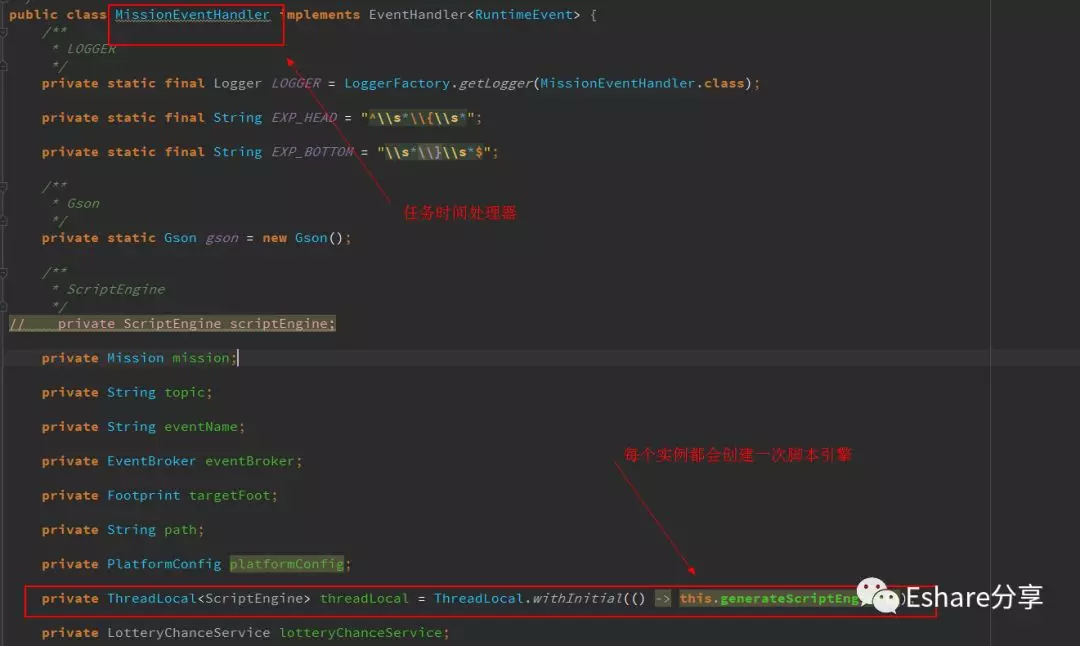 public class MissionEventHandler implements EventHandler<RuntimeEvent> {
/**
* LOGGER
*/
private static final Logger LOGGER = LoggerFactory.getLogger(MissionEventHandler.class);
private static final String EXP_HEAD = "^\\s*\\{\\s*";
private static final String EXP_BOTTOM = "\\s*\\}\\s*$";
/**
* Gson
*/
任务时间处理器
private static Gson gson = new Gson();
/**
* ScriptEngine
*/
// private ScriptEngine scriptEngine;
private Mission mission;
private String topic;
private String eventName;
每个实例都会创建一次脚本引擎
private EventBroker eventBroker;
private Footprint targetFoot;
private String path;
private PlatformConfig platformConfig;
private ThreadLocal<ScriptEngine> threadLocal = ThreadLocal.withInitial(() -> this.generateScriptEng
Eshare分享
private LotteryChanceService lotteryChanceService;